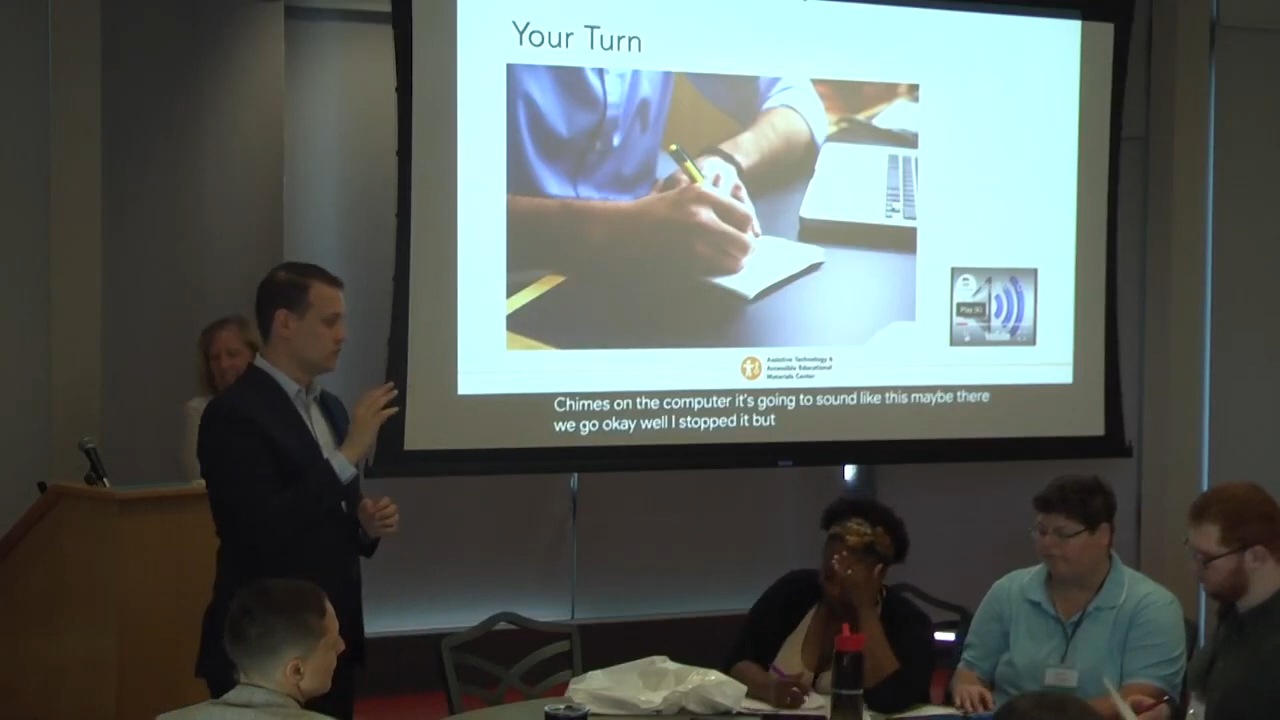 Your Turn
Assistive Technology &
Accessible Educational
Materials Center
Chimes on the computer it's going to sound like this maybe there
we go okay well I stopped it but